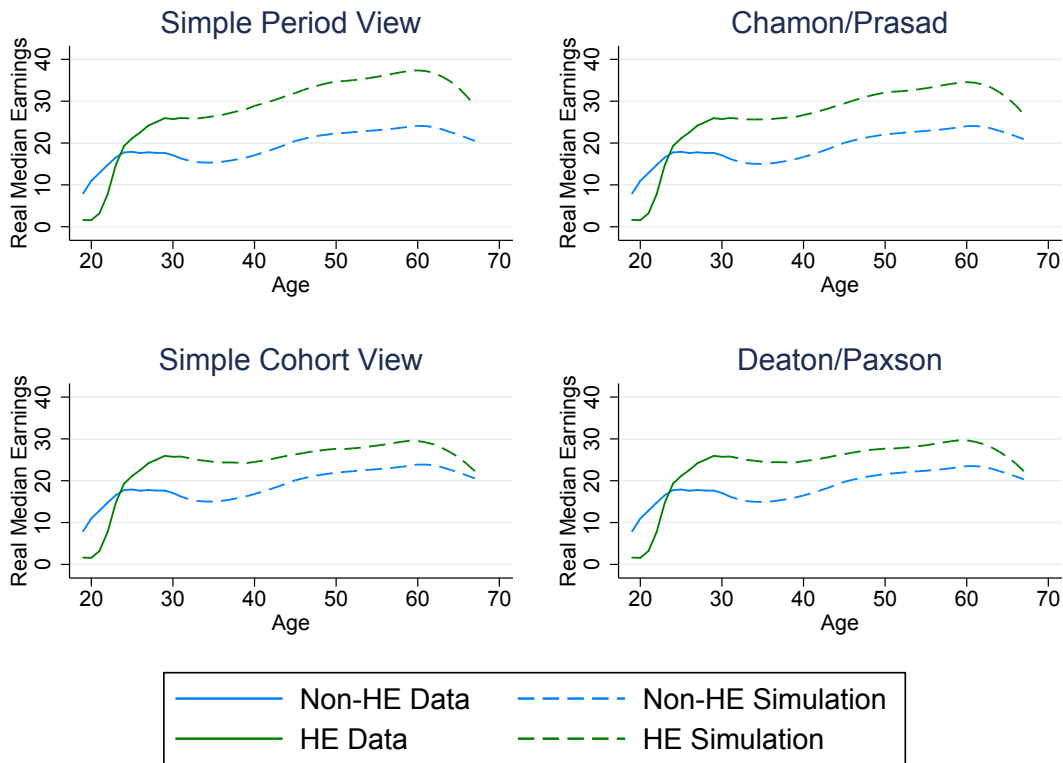 Simple Period View
Real Median Earnings
0 10 20 30 40
20 30 40 50 60 70
Age
Chamon/Prasad
Real Median Earnings
0 10 20 30 40
20 30 40 50 60 70
Age
Simple Cohort View
Real Median Earnings
0 10 20 30 40
20 30 40 50 60 70
Age
Deaton/Paxson
Real Median Earnings
0 10 20 30 40
20 30 40 50 60 70
Age
Non-HE Data Non-HE Simulation
HE Data HE Simulation